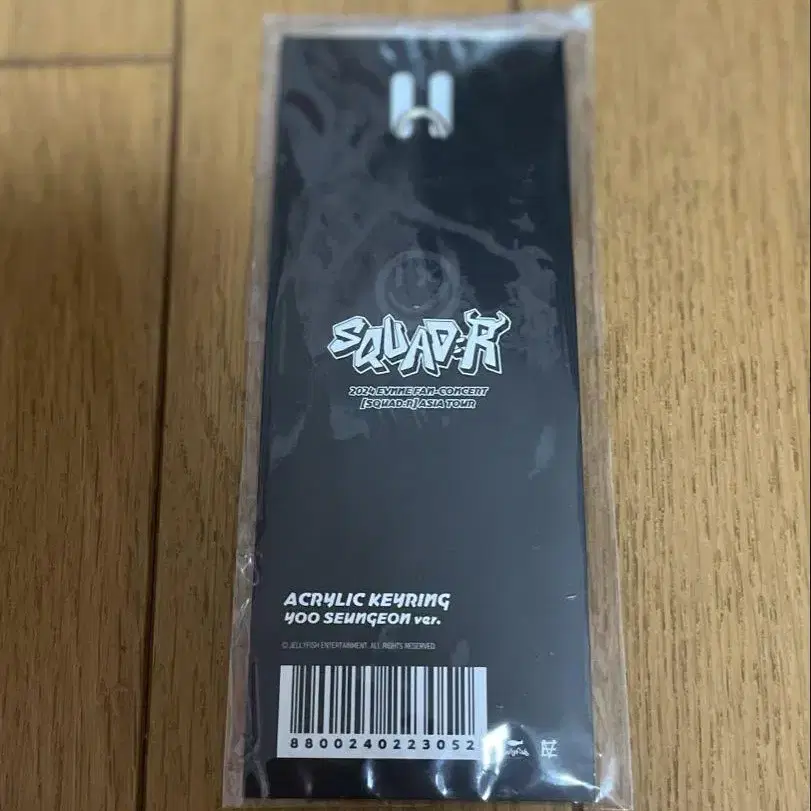 SQUAD:R
2024 EVNNE FAN-CONCERT
[SQUAD:R] ASIA TOUR
ACRYLIC KEYRING
YOO SEUNGEON ver.
© JELLYFISH ENTERTAINMENT. ALL RIGHTS RESERVED.
8800240223052